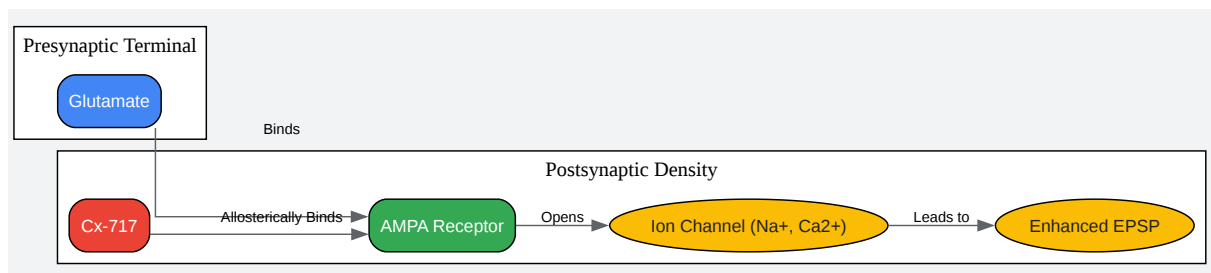 Presynaptic Terminal
Glutamate
Binds
Postsynaptic Density
Cx-717
Allosterically Binds
AMPA Receptor
Opens
Ion Channel (Na+, Ca2+)
Leads to
Enhanced EPSP